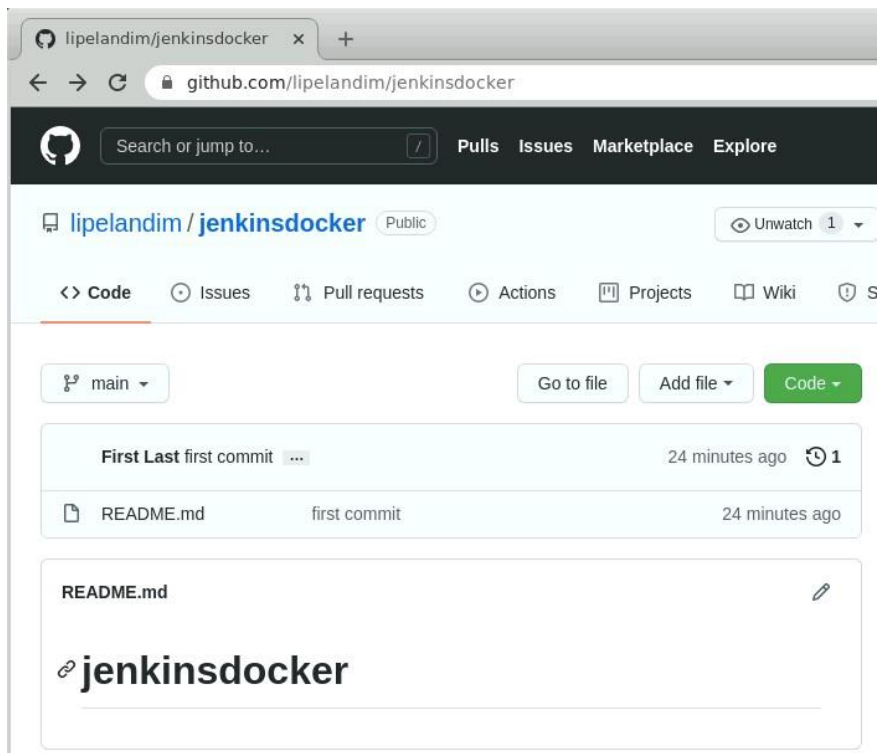 lipelandim/jenkinsdocker × +
github.com/lipelandim/jenkinsdocker
Search or jump to… / Pulls Issues Marketplace Explore
lipelandim / jenkinsdocker Public Unwatch 1
<> Code Issues Pull requests Actions Projects Wiki S
main Go to file Add file Code
First Last first commit ... 24 minutes ago 1
README.md first commit 24 minutes ago
README.md
jenkinsdocker